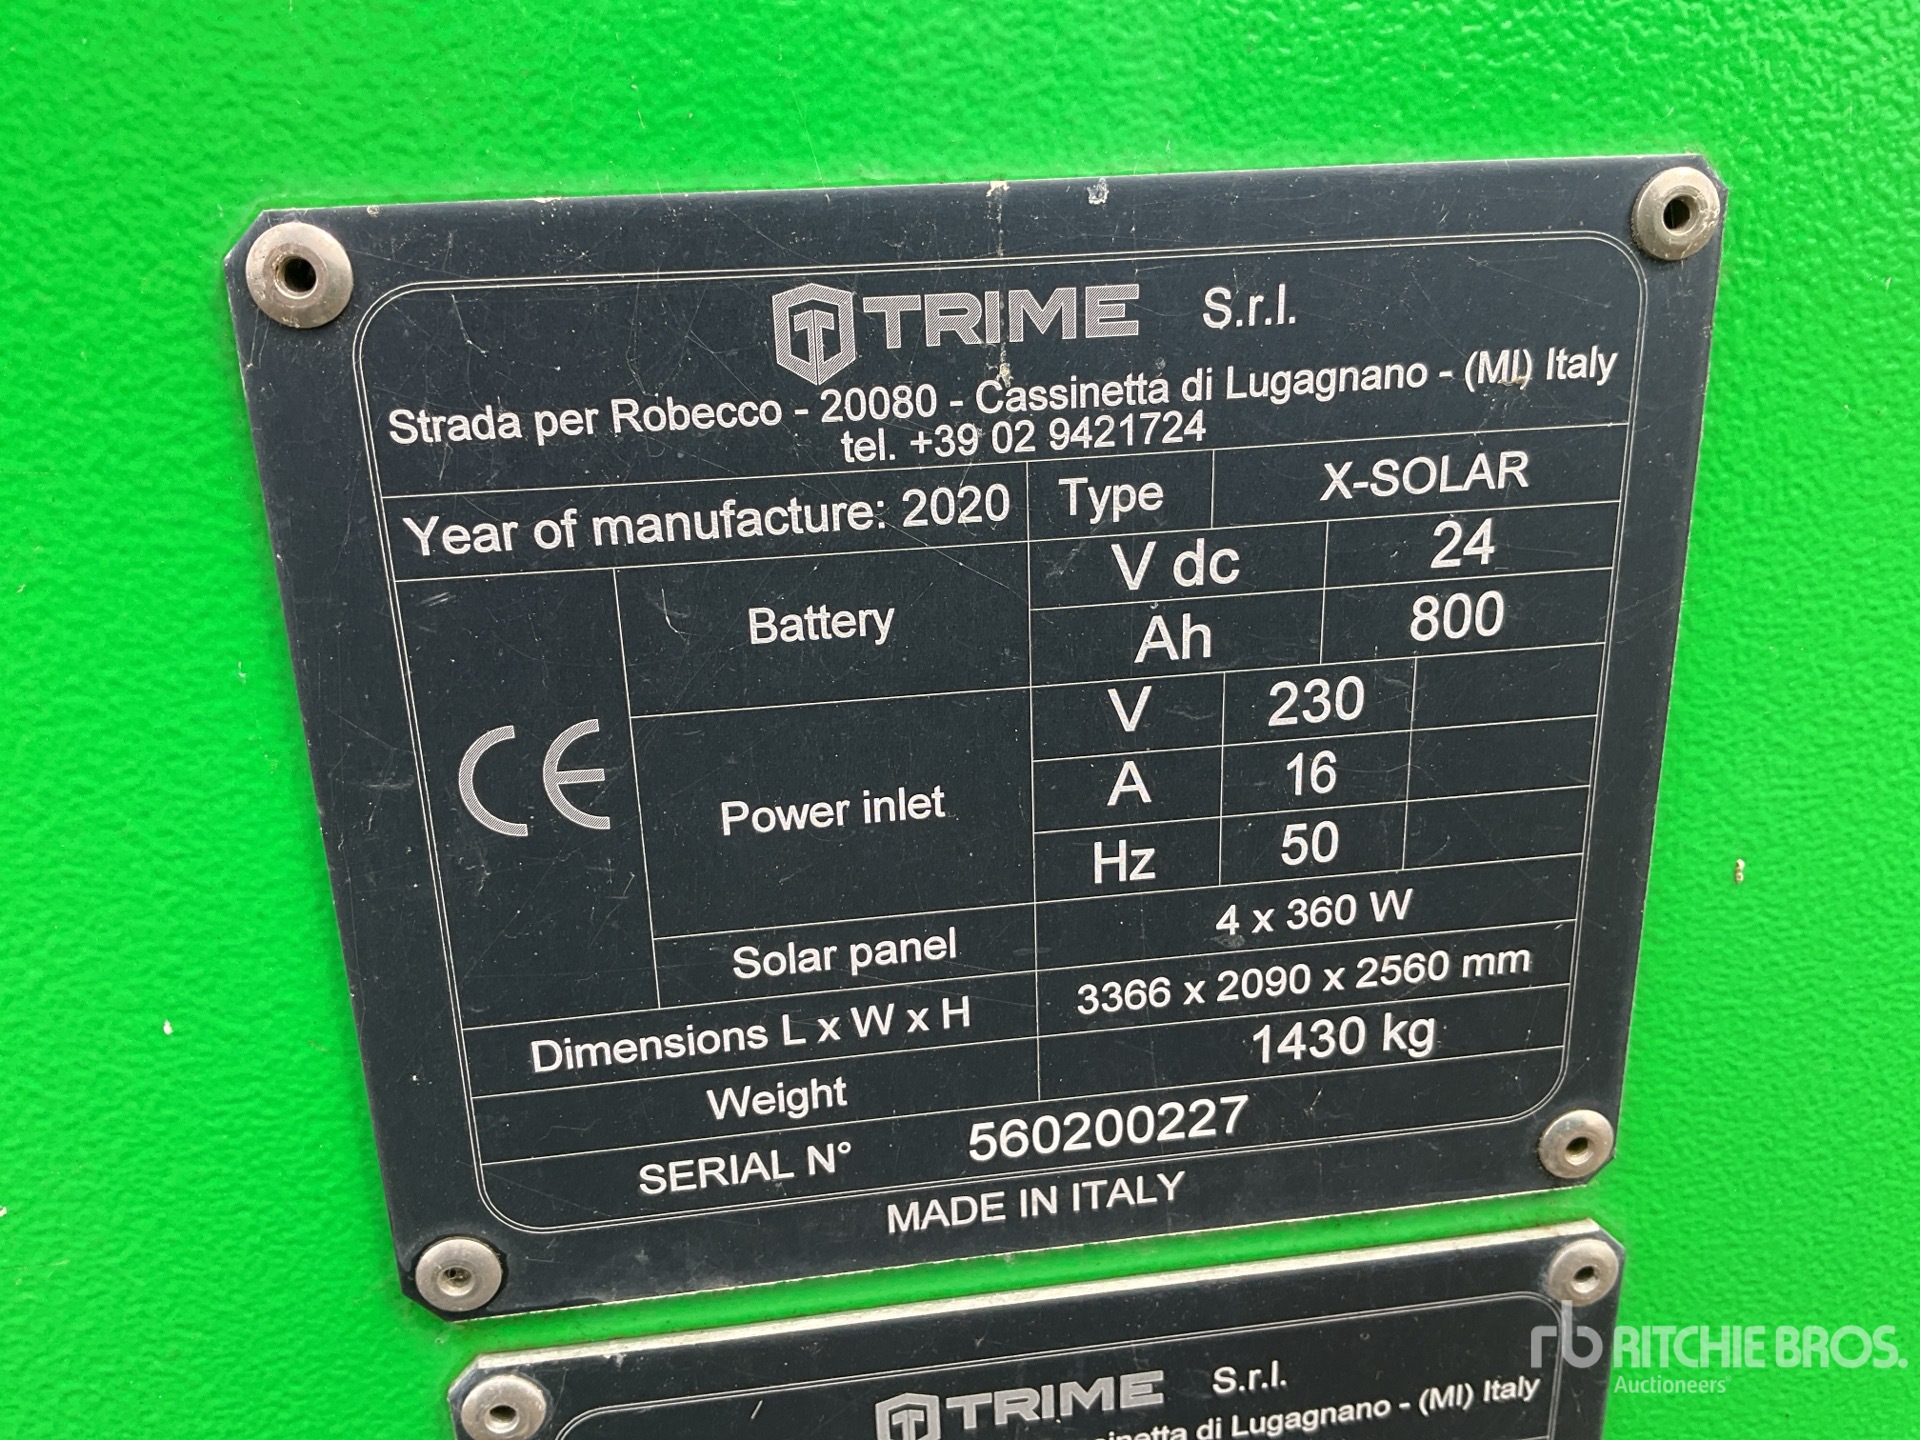 TRIME S.r.l.
Strada per Robecco - 20080 - Cassinetta di Lugagnano - (MI) Italy
tel. +39 02 9421724
Year of manufacture: 2020 Type X-SOLAR
Battery V dc 24
Ah 800
CE
Power inlet V 230
A 16
Hz 50
Solar panel 4 x 360 W
Dimensions L x W x H 3366 x 2090 x 2560 mm
Weight 1430 kg
SERIAL N° 560200227
MADE IN ITALY
TRIME S.r.l.
di Lugagnano - (MI) Italy
rb RITCHIE BROS.
Auctioneers